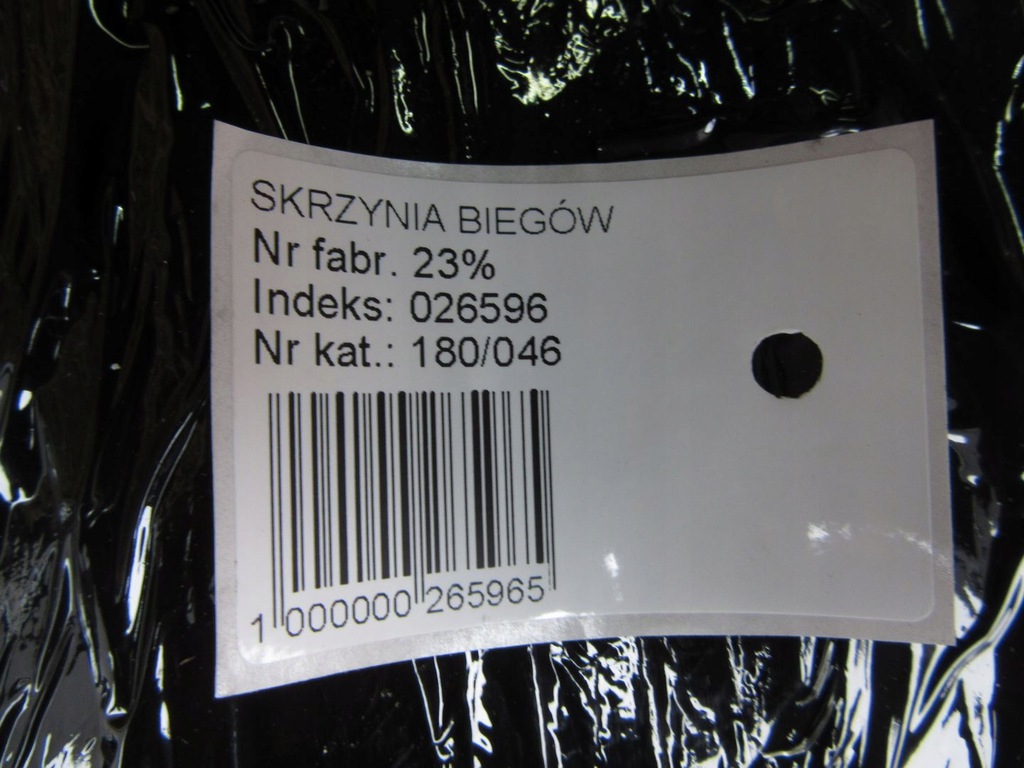 SKRZYNIA BIEGÓW
Nr fabr. 23%
Indeks: 026596
Nr kat.: 180/046
1 000000 265965